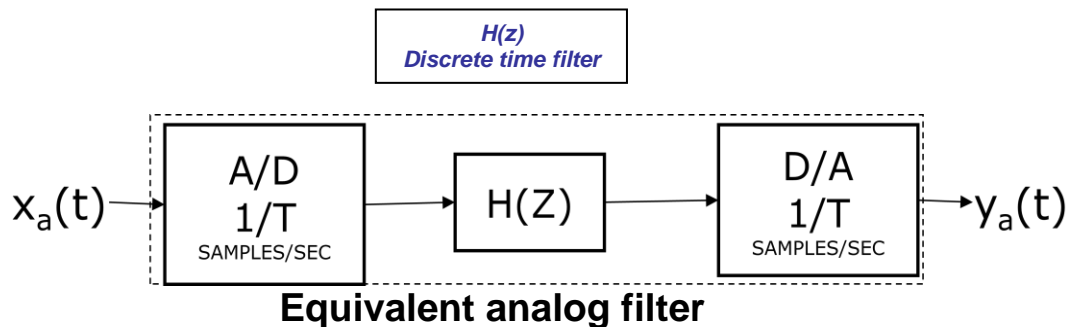 H(z)
Discrete time filter
A/D
1/T
SAMPLES/SEC
D/A
1/T
SAMPLES/SEC
xₐ(t)
H(Z)
yₐ(t)
Equivalent analog filter